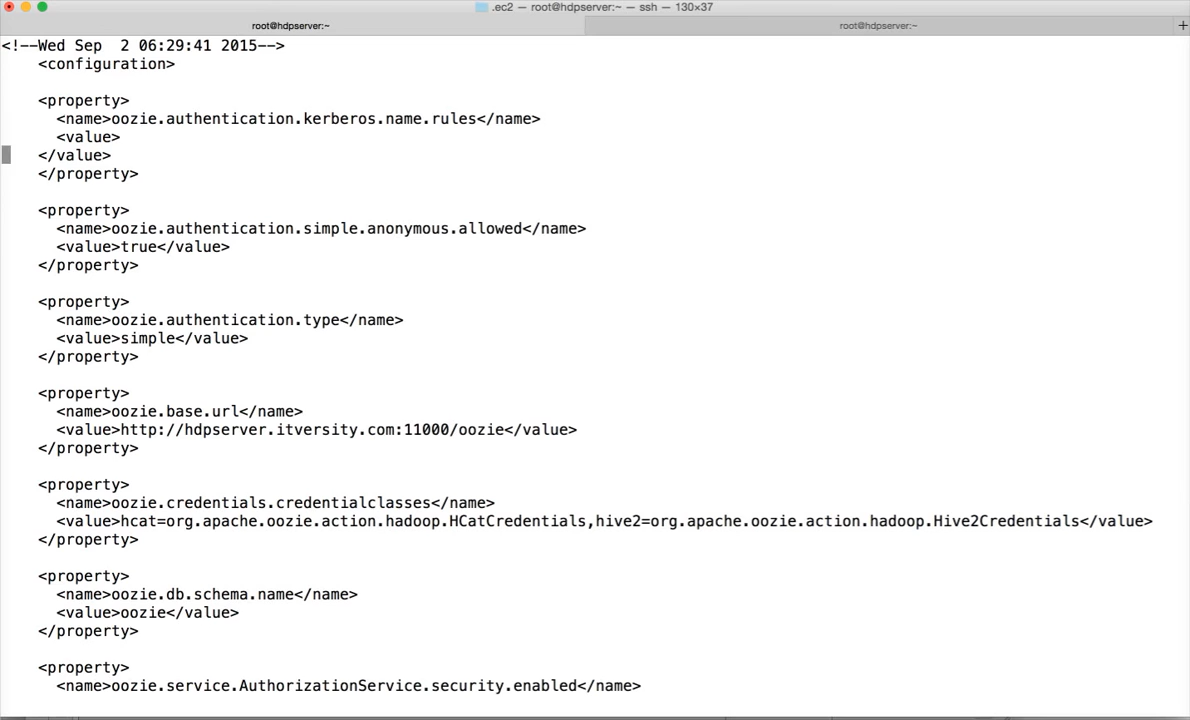 .ec2 — root@hdpserver:~ — ssh — 130×37
root@hdpserver:~
root@hdpserver:~
+
<!--Wed Sep  2 06:29:41 2015-->
    <configuration>

    <property>
      <name>oozie.authentication.kerberos.name.rules</name>
      <value>
    </value>
    </property>

    <property>
      <name>oozie.authentication.simple.anonymous.allowed</name>
      <value>true</value>
    </property>

    <property>
      <name>oozie.authentication.type</name>
      <value>simple</value>
    </property>

    <property>
      <name>oozie.base.url</name>
      <value>http://hdpserver.itversity.com:11000/oozie</value>
    </property>

    <property>
      <name>oozie.credentials.credentialclasses</name>
      <value>hcat=org.apache.oozie.action.hadoop.HCatCredentials,hive2=org.apache.oozie.action.hadoop.Hive2Credentials</value>
    </property>

    <property>
      <name>oozie.db.schema.name</name>
      <value>oozie</value>
    </property>

    <property>
      <name>oozie.service.AuthorizationService.security.enabled</name>